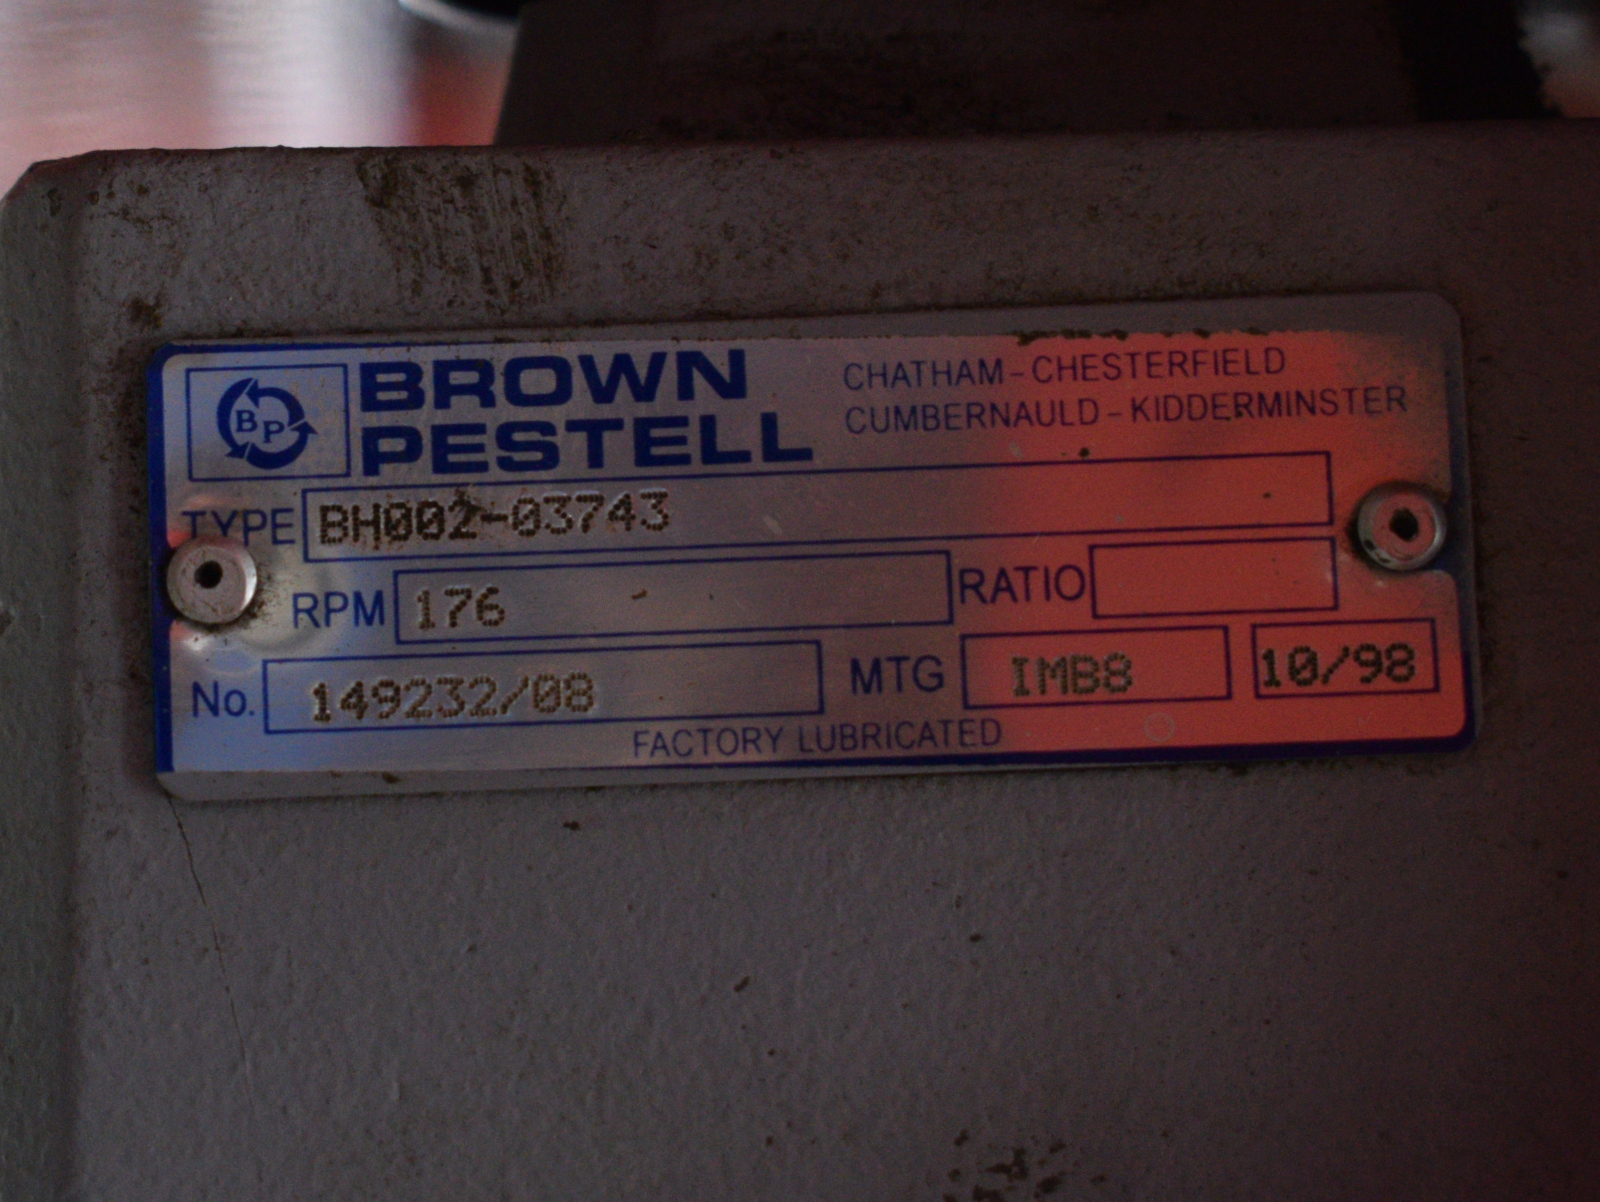 BP
BROWN
PESTELL
CHATHAM-CHESTERFIELD
CUMBERNAULD-KIDDERMINSTER
TYPE BH002-03743
RPM 176 RATIO
No. 149232/08 MTG IMB8 10/98
FACTORY LUBRICATED